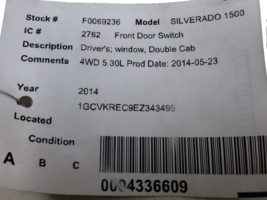 Stock # F0069236 Model SILVERADO 1500
IC # 2762 Front Door Switch
Description Driver's; window, Double Cab
Comments 4WD 5.30L Prod Date: 2014-05-23
Year 2014
1GCVKREC9EZ343495
Located
Condition
A B C
0004336609